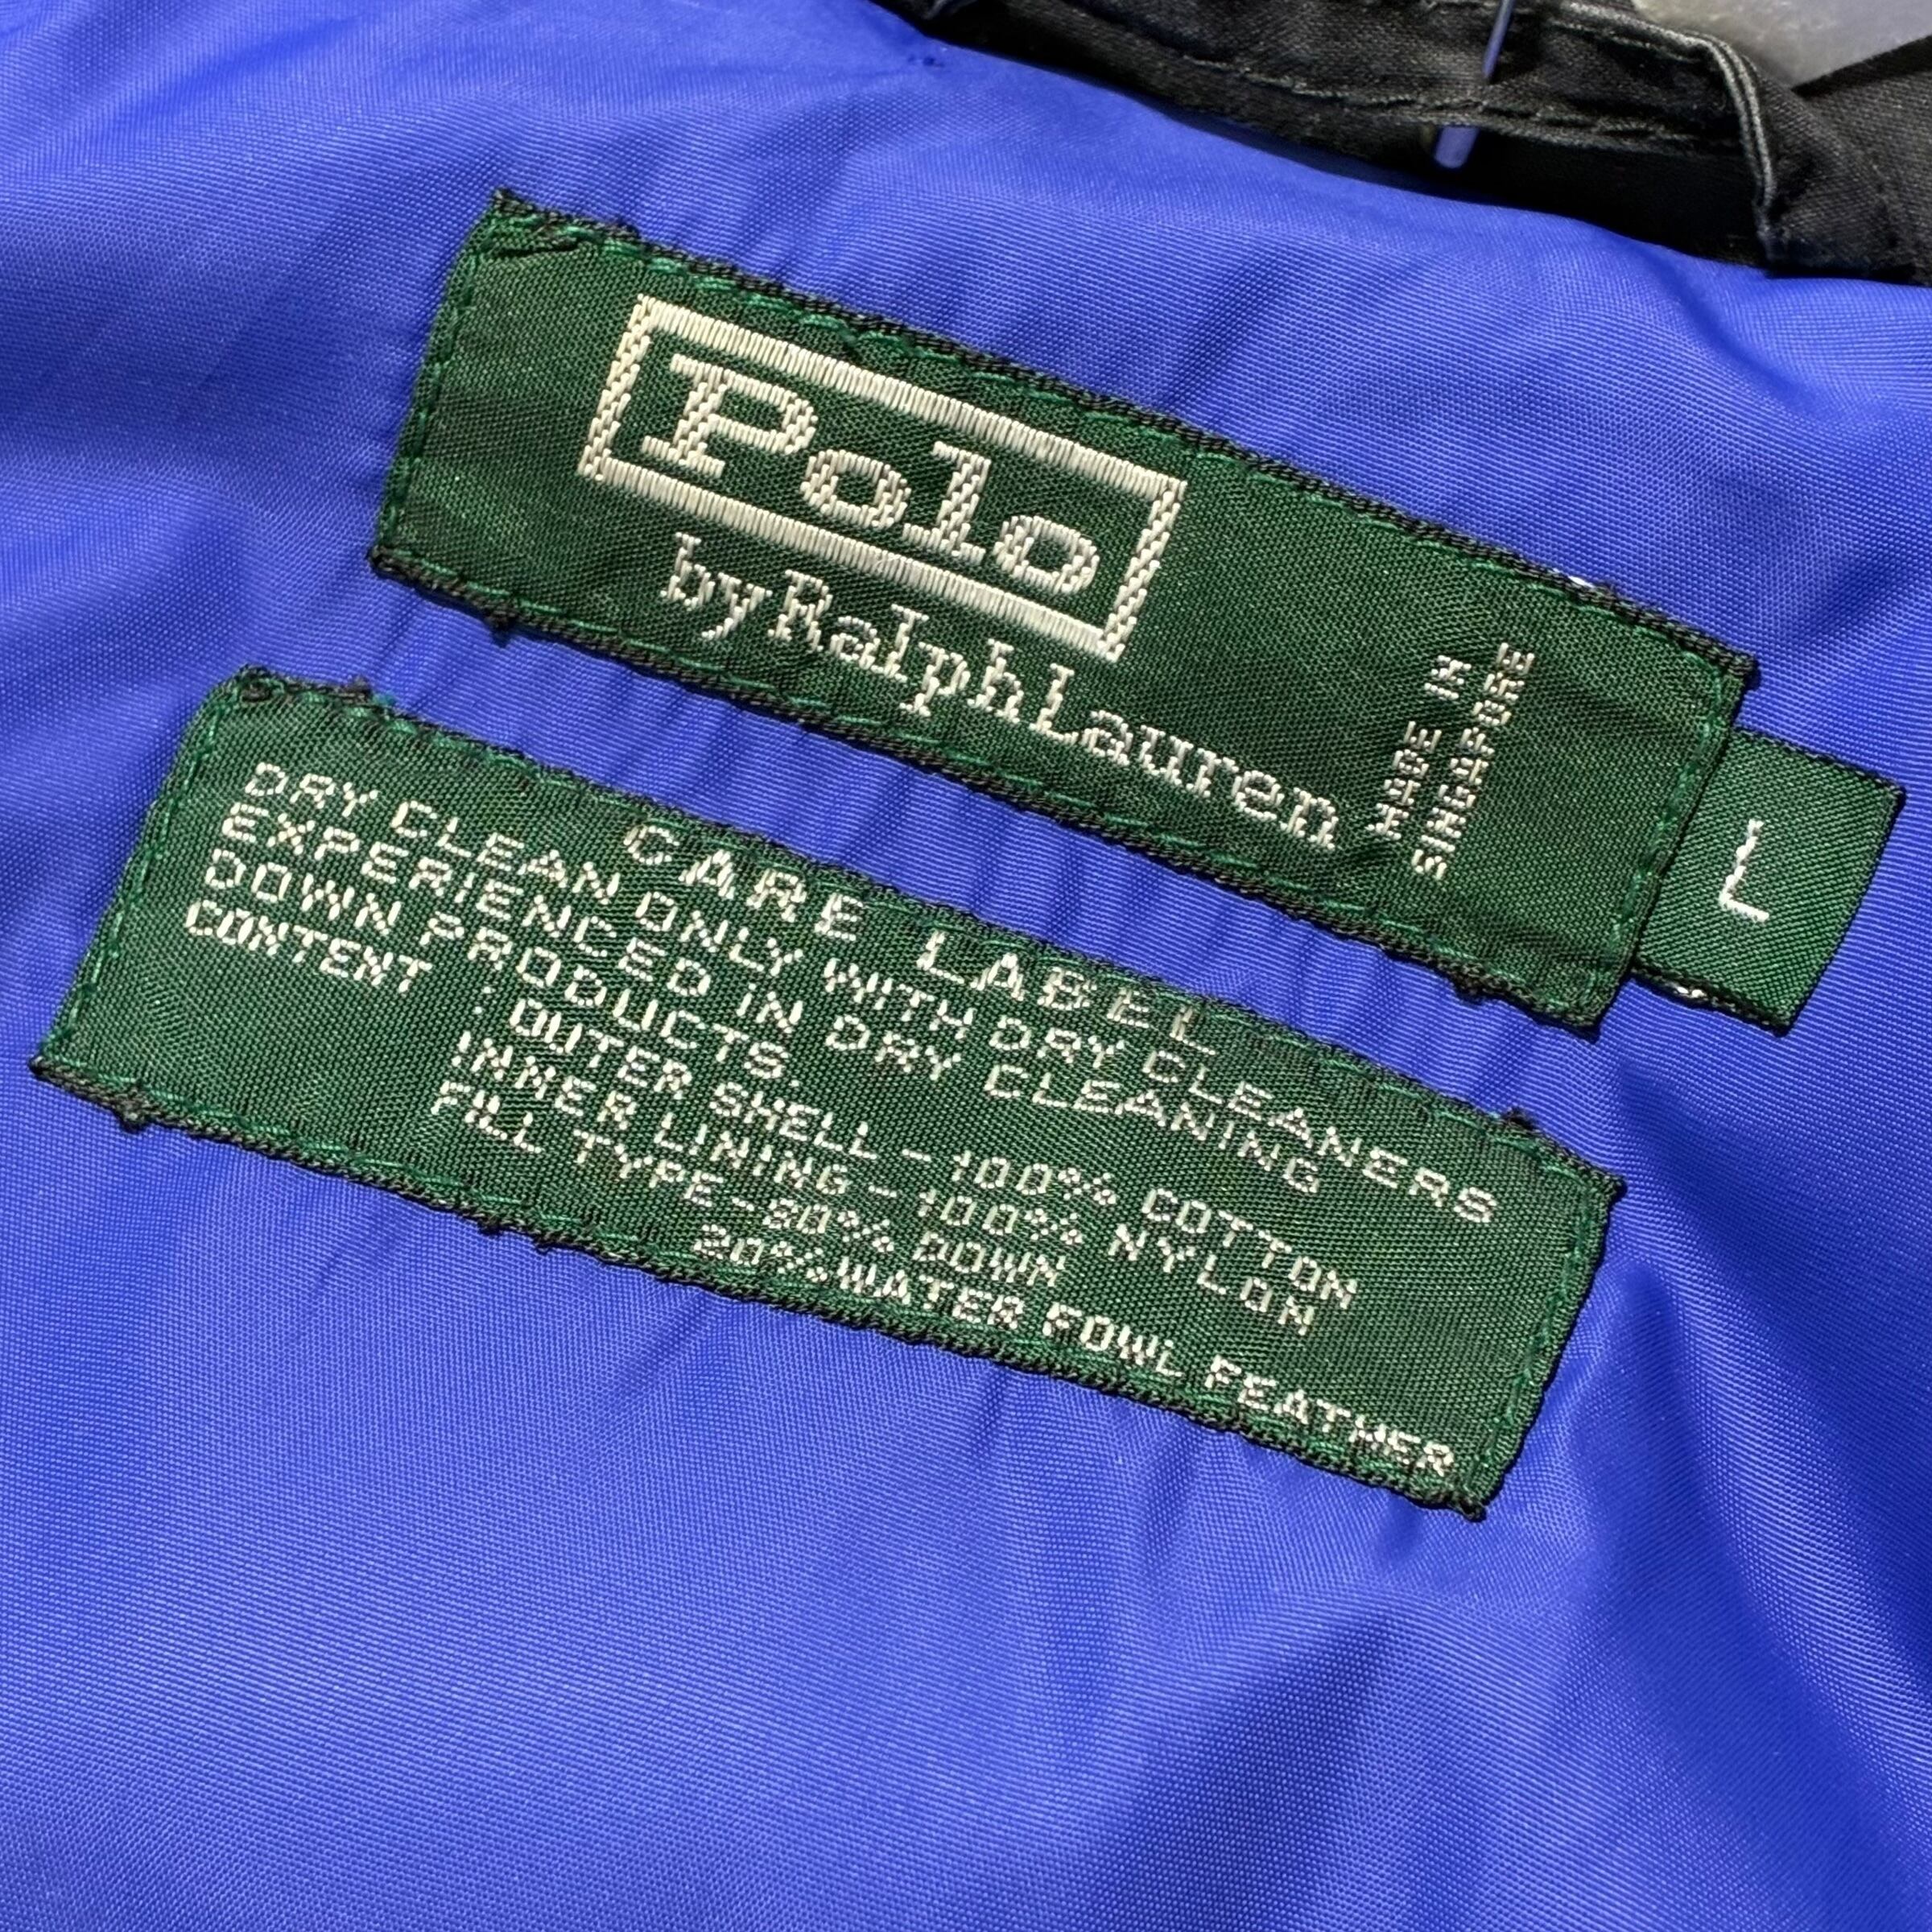 Polo
by Ralph Lauren
MADE IN
SINGAPORE
L
CARE LABEL
DRY CLEAN ONLY WITH DRY CLEANERS
EXPERIENCED IN DRY CLEANING
DOWN PRODUCTS.
CONTENT : OUTER SHELL - 100% COTTON
INNER LINING - 100% NYLON
FILL TYPE - 80% DOWN
20% WATER FOWL FEATHER